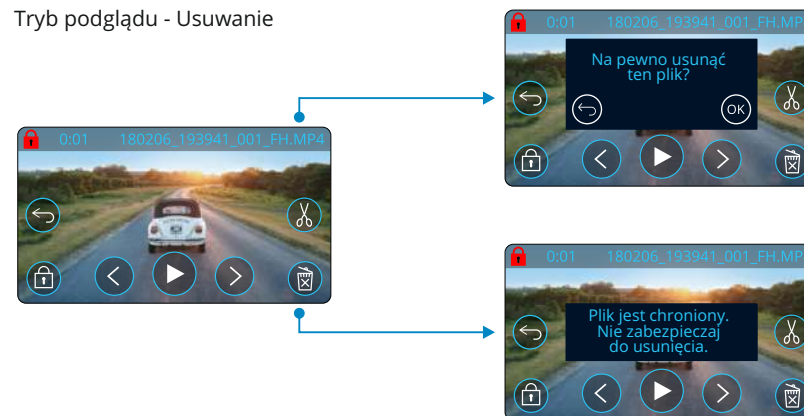 Tryb podglądu - Usuwanie
0:01 180206_193941_001_FH.MP4
0:01 180206_193941_001_FH.MP
Na pewno usunąć
ten plik?
OK
0:01 180206_193941_001_FH.MP
Plik jest chroniony.
Nie zabezpieczaj
do usunięcia.